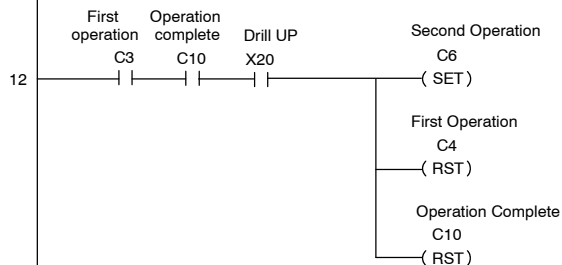 First operation
C3
Operation complete
C10
Drill UP
X20
12
Second Operation
C6
( SET )
First Operation
C4
( RST )
Operation Complete
C10
( RST )